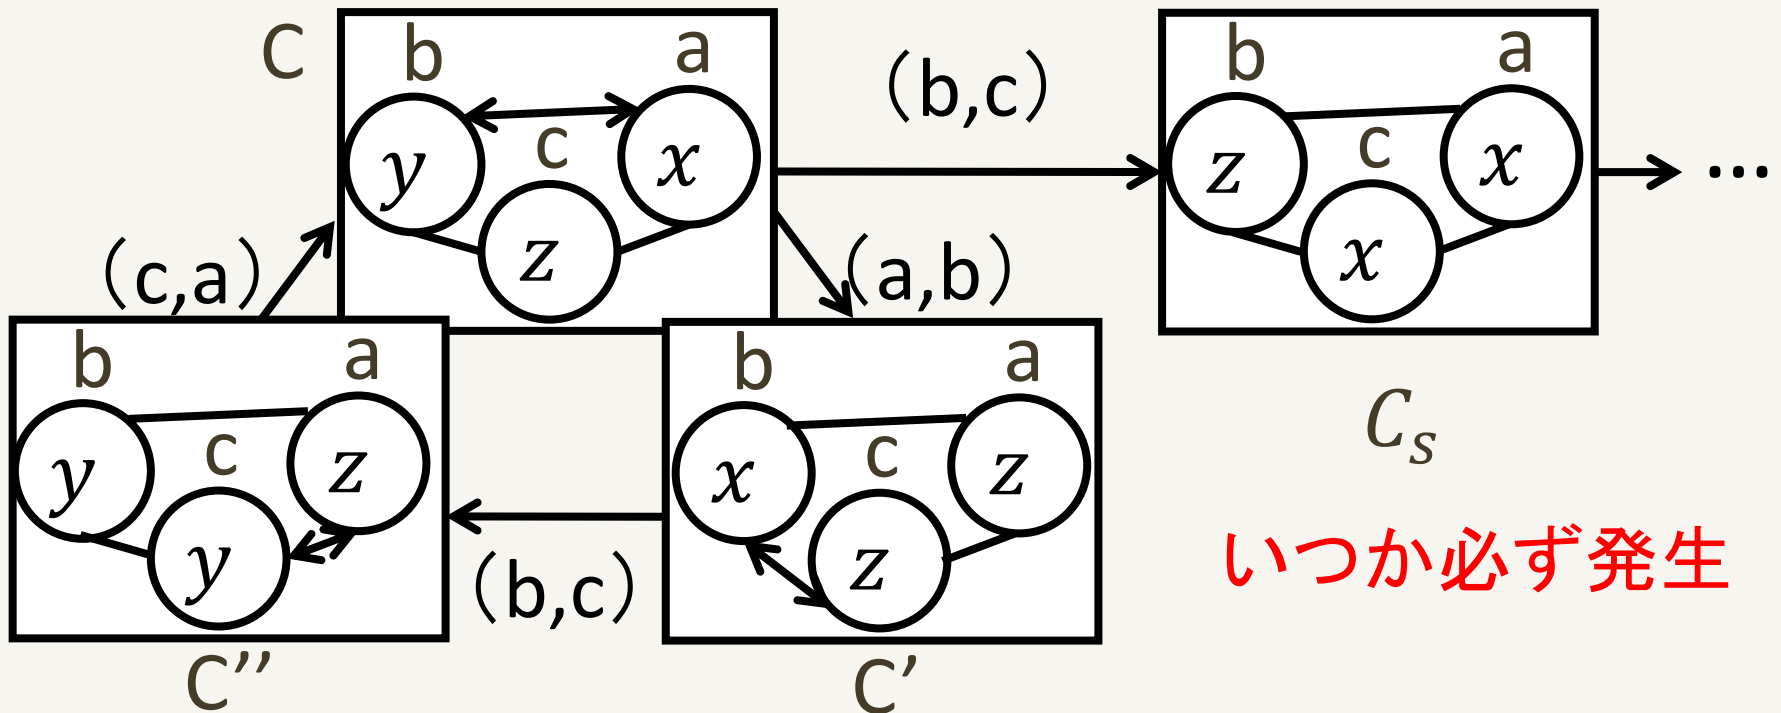 C
b a
c
y x
z
(b,c)
b a
c
z x
x
…
(c,a)
(a,b)
b a
c
y z
y
C’’
(b,c)
b a
c
x z
z
C’
Cₛ
いつか必ず発生